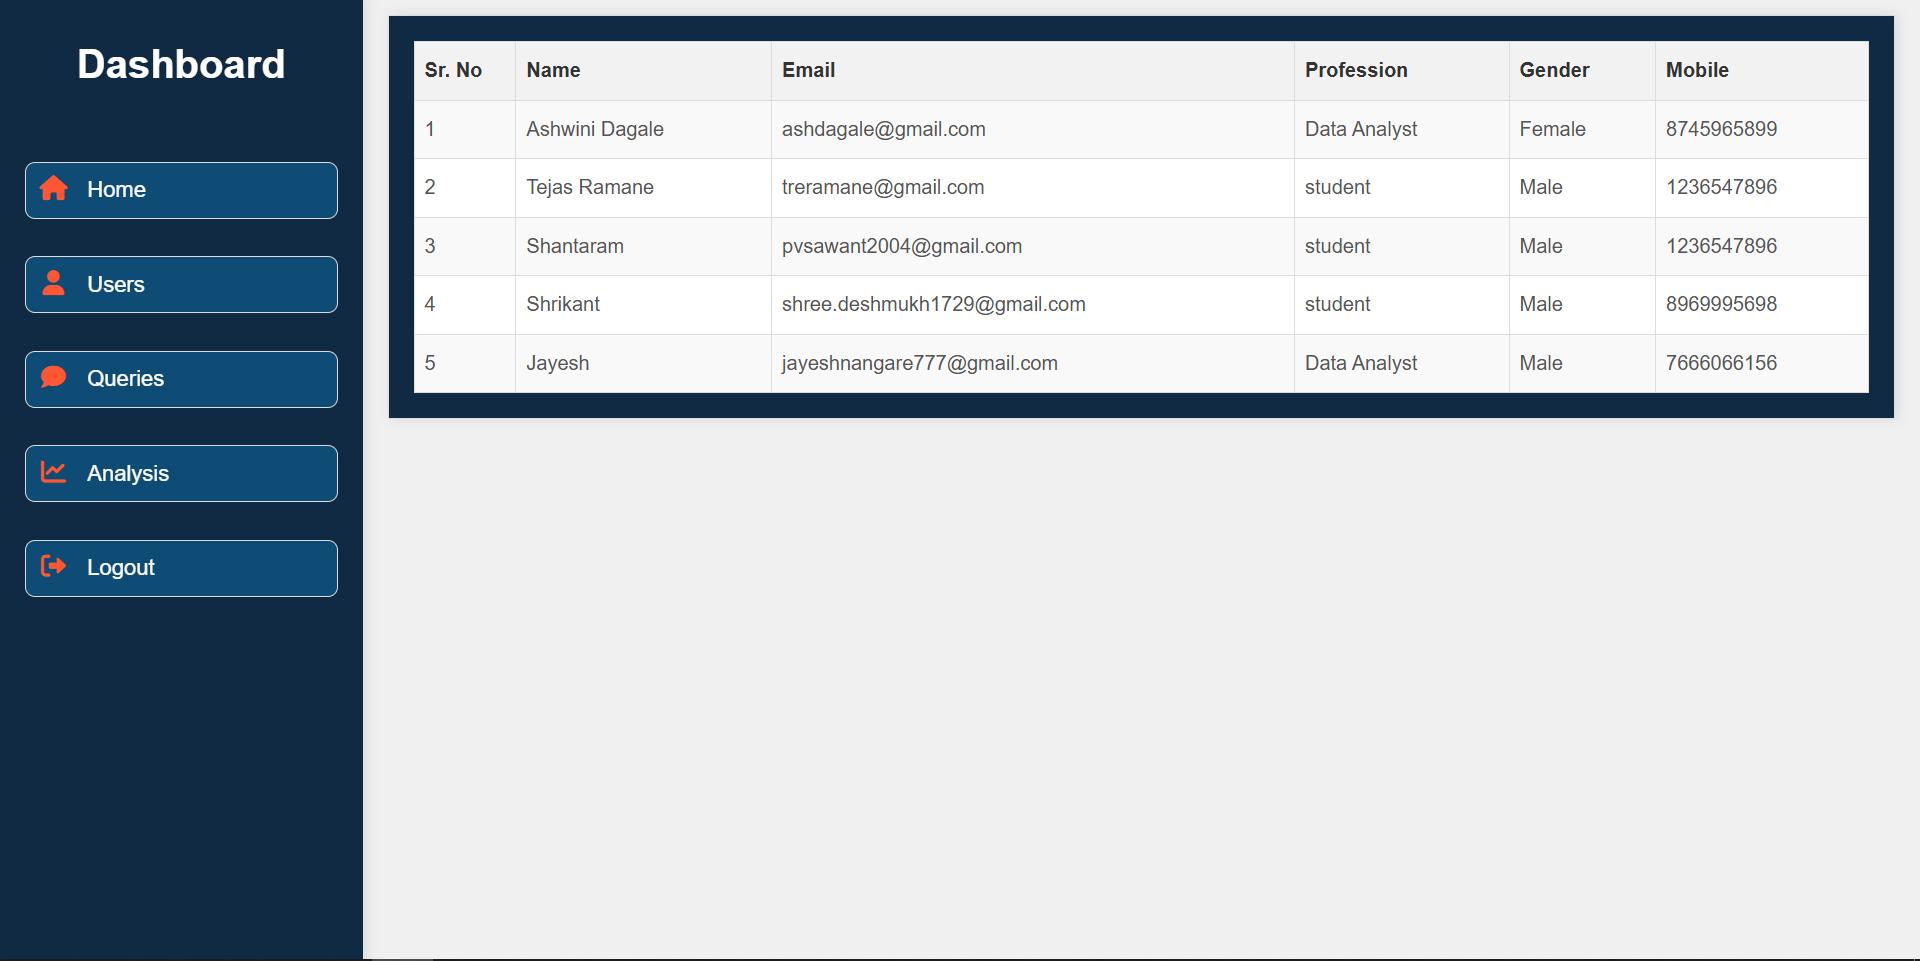 Dashboard
Home
Users
Queries
Analysis
Logout
Sr. No Name Email Profession Gender Mobile
1 Ashwini Dagale ashdagale@gmail.com Data Analyst Female 8745965899
2 Tejas Ramane treramane@gmail.com student Male 1236547896
3 Shantaram pvsawant2004@gmail.com student Male 1236547896
4 Shrikant shree.deshmukh1729@gmail.com student Male 8969995698
5 Jayesh jayeshnangare777@gmail.com Data Analyst Male 7666066156